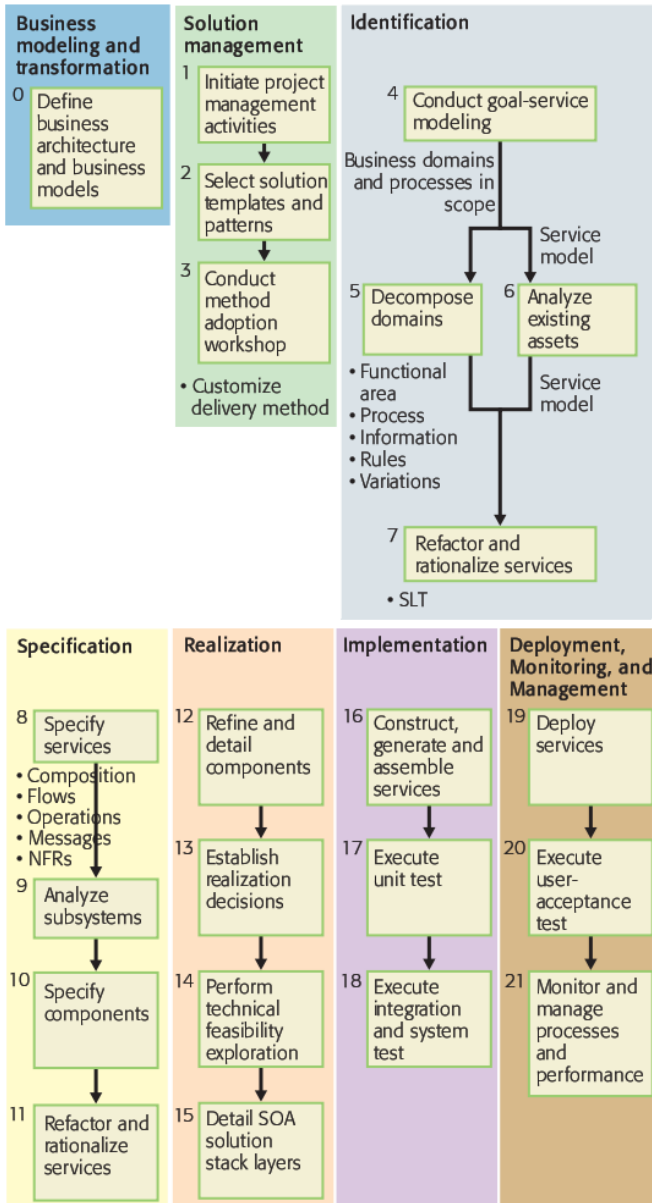 Business
modeling and
transformation
0
Define
business
architecture
and business
models
Solution
management
1
Initiate project
management
activities
2
Select solution
templates and
patterns
3
Conduct
method
adoption
workshop
• Customize
delivery method
Identification
4
Conduct goal-service
modeling
Business domains
and processes in
scope
Service
model
5
Decompose
domains
6
Analyze
existing
assets
• Functional
area
• Process
• Information
• Rules
• Variations
Service
model
7
Refactor and
rationalize services
• SLT
Specification
8
Specify
services
• Composition
• Flows
• Operations
• Messages
• NFRs
9
Analyze
subsystems
10
Specify
components
11
Refactor and
rationalize
services
Realization
12
Refine and
detail
components
13
Establish
realization
decisions
14
Perform
technical
feasibility
exploration
15
Detail SOA
solution
stack layers
Implementation
16
Construct,
generate and
assemble
services
17
Execute
unit test
18
Execute
integration
and system
test
Deployment,
Monitoring, and
Management
19
Deploy
services
20
Execute
user-
acceptance
test
21
Monitor and
manage
processes
and
performance